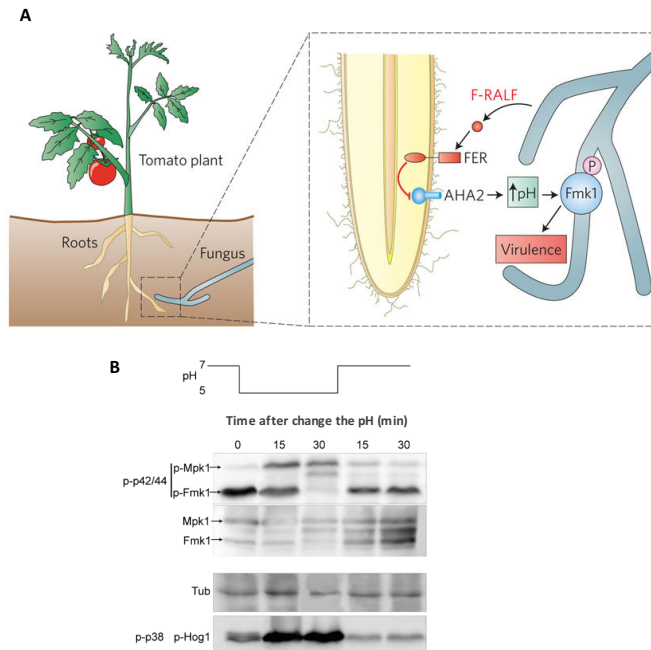 A
Tomato plant
Roots
Fungus
F-RALF
FER
AHA2
↑pH
P
Fmk1
Virulence
B
7
pH
5
Time after change the pH (min)
0 15 30 15 30
p-p42/44
p-Mpk1
p-Fmk1
Mpk1
Fmk1
Tub
p-p38 p-Hog1